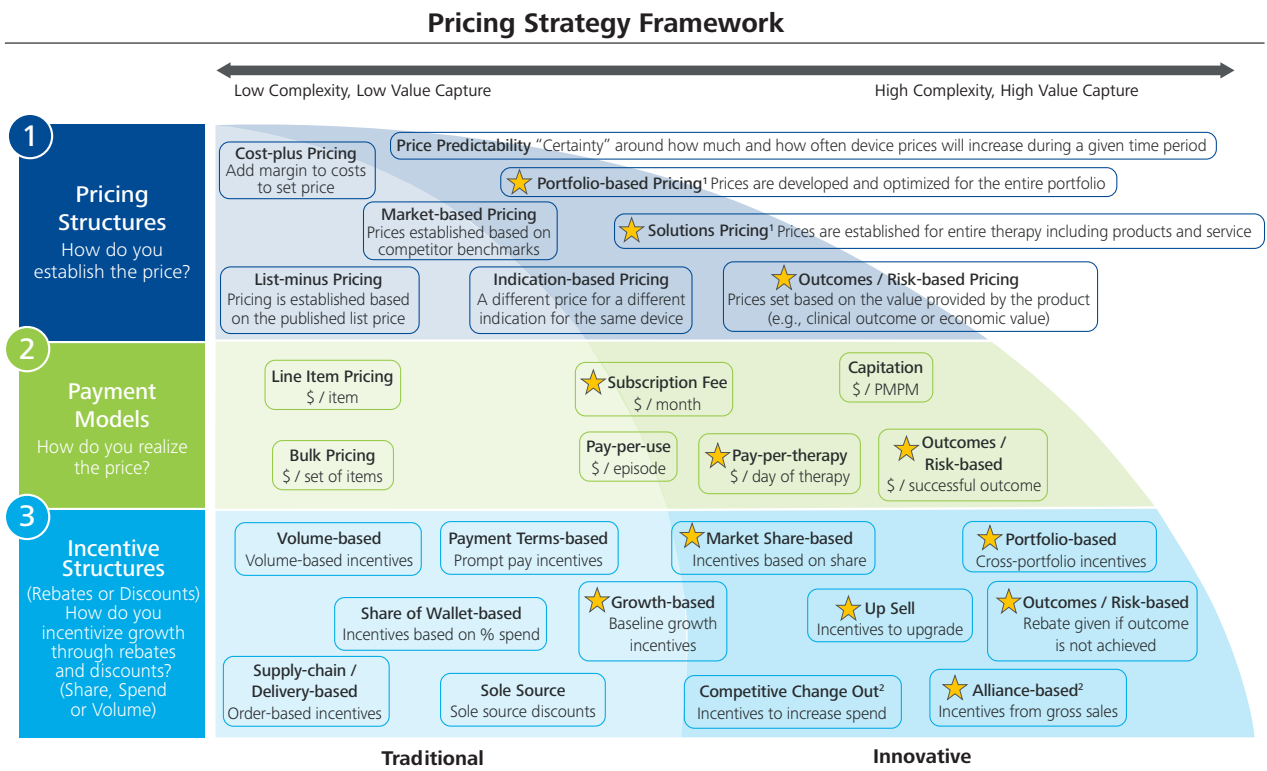 Pricing Strategy Framework
Low Complexity, Low Value Capture
High Complexity, High Value Capture
1
Pricing
Structures
How do you
establish the price?
Cost-plus Pricing
Add margin to costs
to set price
Price Predictability “Certainty” around how much and how often device prices will increase during a given time period
Portfolio-based Pricing¹ Prices are developed and optimized for the entire portfolio
Market-based Pricing
Prices established based on
competitor benchmarks
Solutions Pricing¹ Prices are established for entire therapy including products and service
List-minus Pricing
Pricing is established based
on the published list price
Indication-based Pricing
A different price for a different
indication for the same device
Outcomes / Risk-based Pricing
Prices set based on the value provided by the product
(e.g., clinical outcome or economic value)
2
Payment
Models
How do you realize
the price?
Line Item Pricing
$ / item
Subscription Fee
$ / month
Capitation
$ / PMPM
Bulk Pricing
$ / set of items
Pay-per-use
$ / episode
Pay-per-therapy
$ / day of therapy
Outcomes /
Risk-based
$ / successful outcome
3
Incentive
Structures
(Rebates or Discounts)
How do you
incentivize growth
through rebates
and discounts?
(Share, Spend
or Volume)
Volume-based
Volume-based incentives
Payment Terms-based
Prompt pay incentives
Market Share-based
Incentives based on share
Portfolio-based
Cross-portfolio incentives
Share of Wallet-based
Incentives based on % spend
Growth-based
Baseline growth
incentives
Up Sell
Incentives to upgrade
Outcomes / Risk-based
Rebate given if outcome
is not achieved
Supply-chain /
Delivery-based
Order-based incentives
Sole Source
Sole source discounts
Competitive Change Out²
Incentives to increase spend
Alliance-based²
Incentives from gross sales
Traditional
Innovative